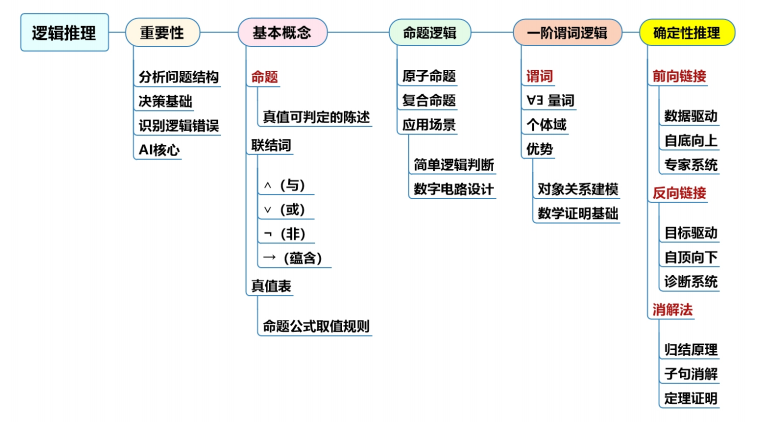 逻辑推理
重要性
分析问题结构
决策基础
识别逻辑错误
AI核心
基本概念
命题
真值可判定的陈述
联结词
∧（与）
∨（或）
¬（非）
→（蕴含）
真值表
命题公式取值规则
命题逻辑
原子命题
复合命题
应用场景
简单逻辑判断
数字电路设计
一阶谓词逻辑
谓词
∀∃ 量词
个体域
优势
对象关系建模
数学证明基础
确定性推理
前向链接
数据驱动
自底向上
专家系统
反向链接
目标驱动
自顶向下
诊断系统
消解法
归结原理
子句消解
定理证明